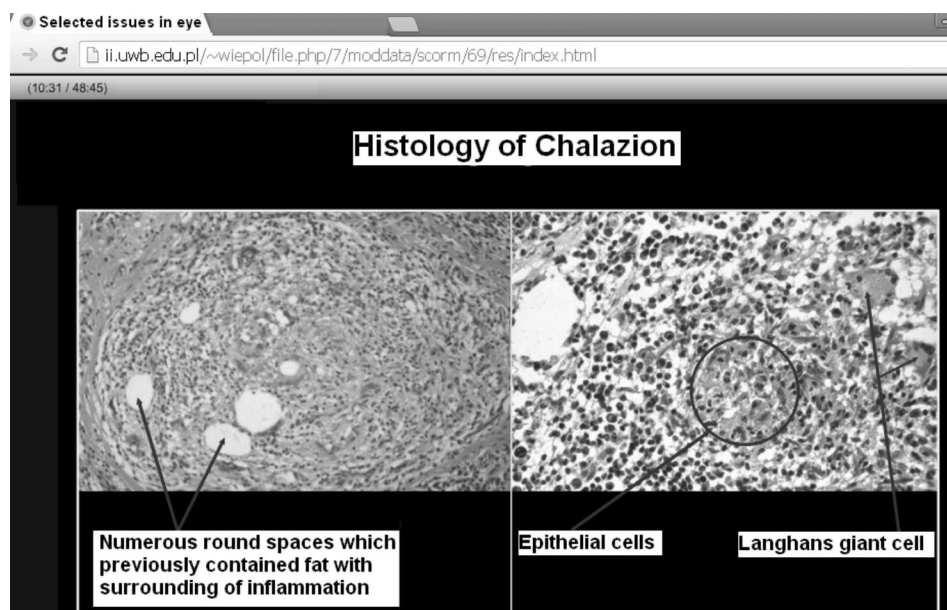 Selected issues in eye
ii.uwb.edu.pl/~wiepol/file.php/7/moddata/scorm/69/res/index.html
(10:31 / 48:45)
Histology of Chalazion
Numerous round spaces which
previously contained fat with
surrounding of inflammation
Epithelial cells
Langhans giant cell